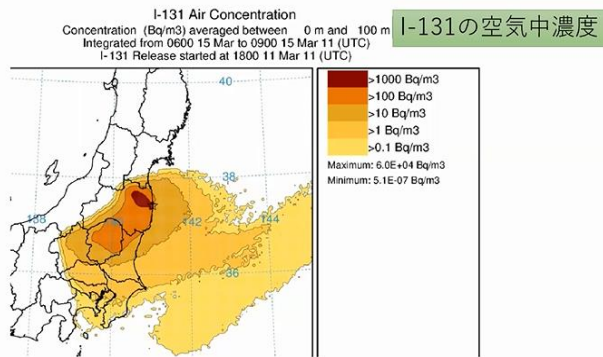 I-131 Air Concentration
Concentration (Bq/m3) averaged between 0 m and 100 m
Integrated from 0600 15 Mar to 0900 15 Mar 11 (UTC)
I-131 Release started at 1800 11 Mar 11 (UTC)
I-131の空気中濃度
>1000 Bq/m3
>100 Bq/m3
>10 Bq/m3
>1 Bq/m3
>0.1 Bq/m3
Maximum: 6.0E+04 Bq/m3
Minimum: 5.1E-07 Bq/m3
40
38
138
142
144
36